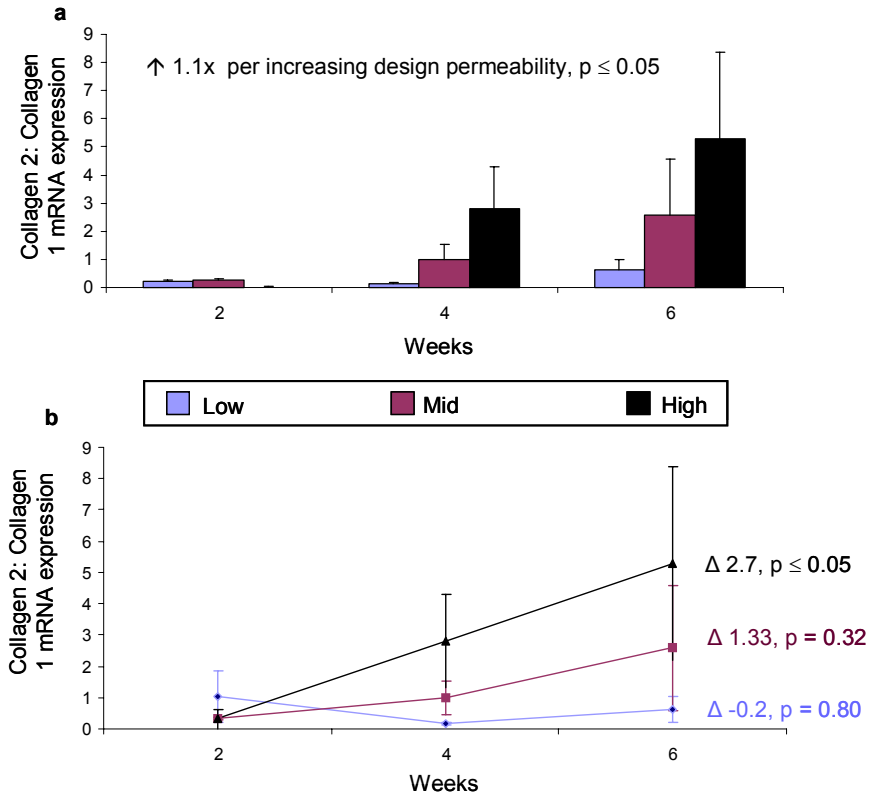 a
Collagen 2: Collagen
1 mRNA expression
9
8
7
6
5
4
3
2
1
0
↑ 1.1x per increasing design permeability, p ≤ 0.05
2
4
6
Weeks
Low
Mid
High
b
Collagen 2: Collagen
1 mRNA expression
9
8
7
6
5
4
3
2
1
0
Δ 2.7, p ≤ 0.05
Δ 1.33, p = 0.32
Δ -0.2, p = 0.80
2
4
6
Weeks